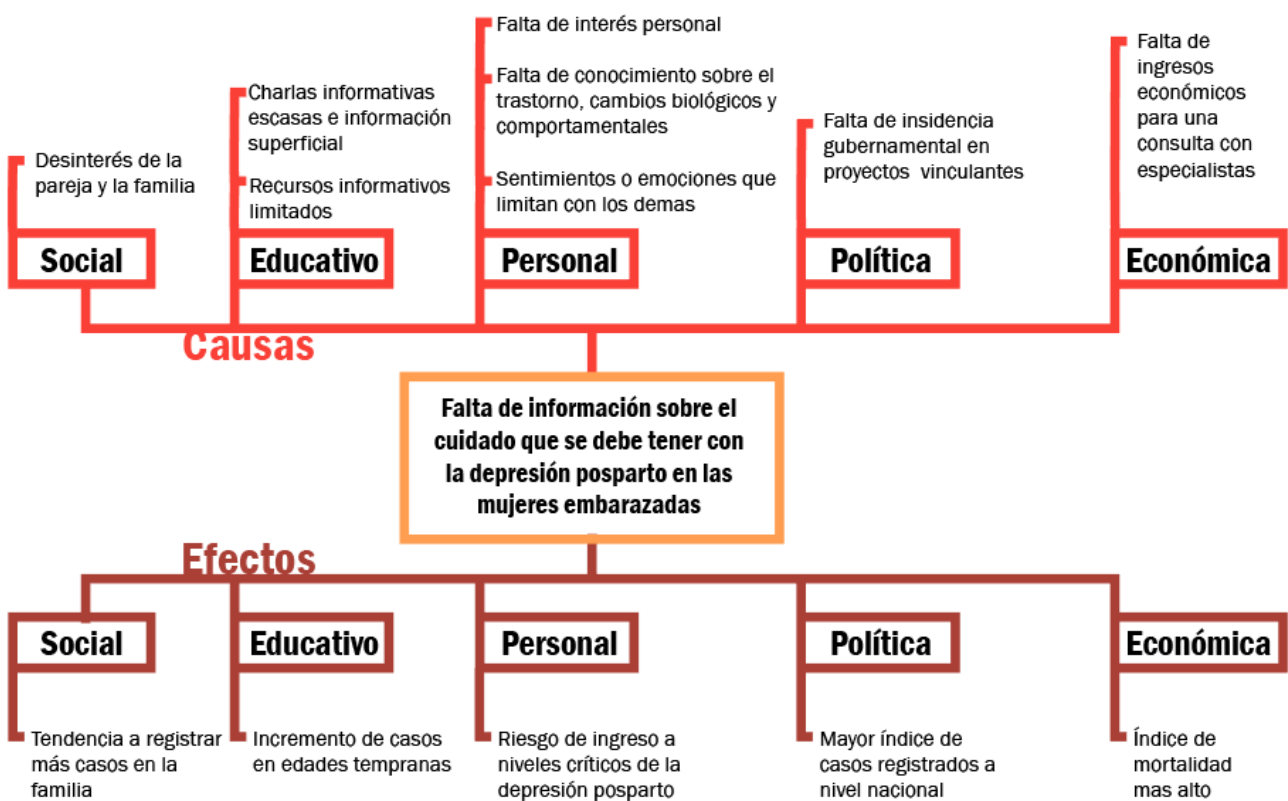 Falta de interés personal
Falta de conocimiento sobre el
trastorno, cambios biológicos y
comportamentales
Sentimientos o emociones que
limitan con los demas
Falta de
ingresos
económicos
para una
consulta con
especialistas
Charlas informativas
escasas e información
superficial
Recursos informativos
limitados
Falta de insidencia
gubernamental en
proyectos vinculantes
Desinterés de la
pareja y la familia
Social
Educativo
Personal
Política
Económica
Causas
Falta de información sobre el
cuidado que se debe tener con
la depresión posparto en las
mujeres embarazadas
Efectos
Social
Educativo
Personal
Política
Económica
Tendencia a registrar
más casos en la
familia
Incremento de casos
en edades tempranas
Riesgo de ingreso a
niveles críticos de la
depresión posparto
Mayor índice de
casos registrados a
nivel nacional
Índice de
mortalidad
mas alto